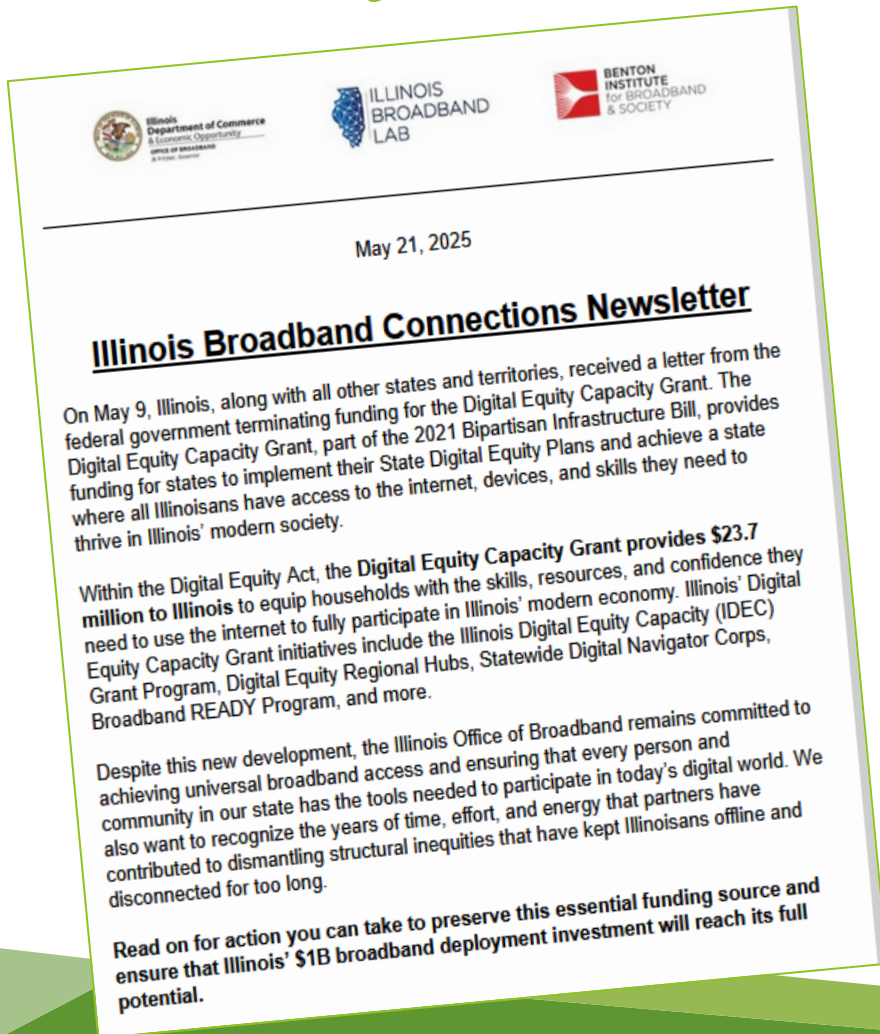 Illinois
Department of Commerce
& Economic Opportunity
OFFICE OF BROADBAND
JB Pritzker, Governor
ILLINOIS
BROADBAND
LAB
BENTON
INSTITUTE
for BROADBAND
& SOCIETY
May 21, 2025
Illinois Broadband Connections Newsletter
On May 9, Illinois, along with all other states and territories, received a letter from the
federal government terminating funding for the Digital Equity Capacity Grant. The
Digital Equity Capacity Grant, part of the 2021 Bipartisan Infrastructure Bill, provides
funding for states to implement their State Digital Equity Plans and achieve a state
where all Illinoisans have access to the internet, devices, and skills they need to
thrive in Illinois’ modern society.
Within the Digital Equity Act, the Digital Equity Capacity Grant provides $23.7
million to Illinois to equip households with the skills, resources, and confidence they
need to use the internet to fully participate in Illinois’ modern economy. Illinois’ Digital
Equity Capacity Grant initiatives include the Illinois Digital Equity Capacity (IDEC)
Grant Program, Digital Equity Regional Hubs, Statewide Digital Navigator Corps,
Broadband READY Program, and more.
Despite this new development, the Illinois Office of Broadband remains committed to
achieving universal broadband access and ensuring that every person and
community in our state has the tools needed to participate in today’s digital world. We
also want to recognize the years of time, effort, and energy that partners have
contributed to dismantling structural inequities that have kept Illinoisans offline and
disconnected for too long.
Read on for action you can take to preserve this essential funding source and
ensure that Illinois’ $1B broadband deployment investment will reach its full
potential.